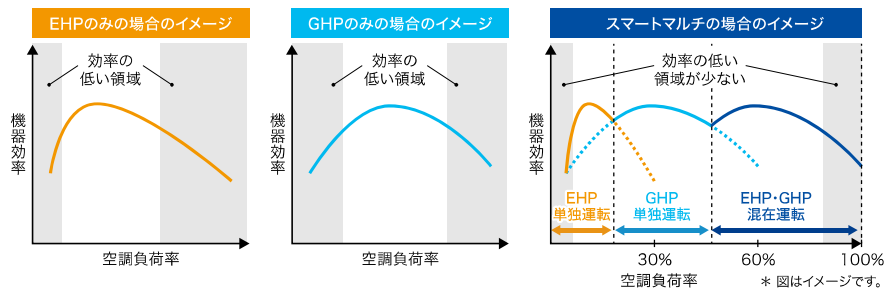 EHPのみの場合のイメージ
効率の
低い領域
機器効率
空調負荷率
GHPのみの場合のイメージ
効率の
低い領域
機器効率
空調負荷率
スマートマルチの場合のイメージ
効率の低い
領域が少ない
機器効率
EHP
単独運転
GHP
単独運転
EHP・GHP
混在運転
30%
60%
100%
空調負荷率
＊ 図はイメージです。